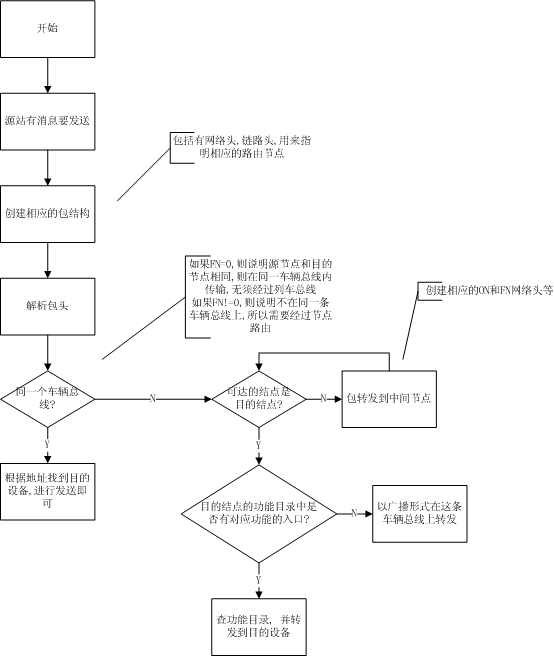 开始
源站有消息要发送
包括有网络头,链路头,用来指
明相应的路由节点
创建相应的包结构
如果FN=0,则说明源节点和目的
节点相同,则在同一车辆总线内
传输,无须经过列车总线
如果FN!=0,则说明不在同一条
车辆总线上,所以需要经过节点
路由
创建相应的ON和FN网络头等
解析包头
同一个车辆总
线?
N
可达的结点是
目的结点?
N
包转发到中间节点
Y
Y
根据地址找到目的
设备,进行发送即
可
目的结点的功能目录中是
否有对应功能的入口?
N
以广播形式在这条
车辆总线上转发
Y
查功能目录, 并转
发到目的设备